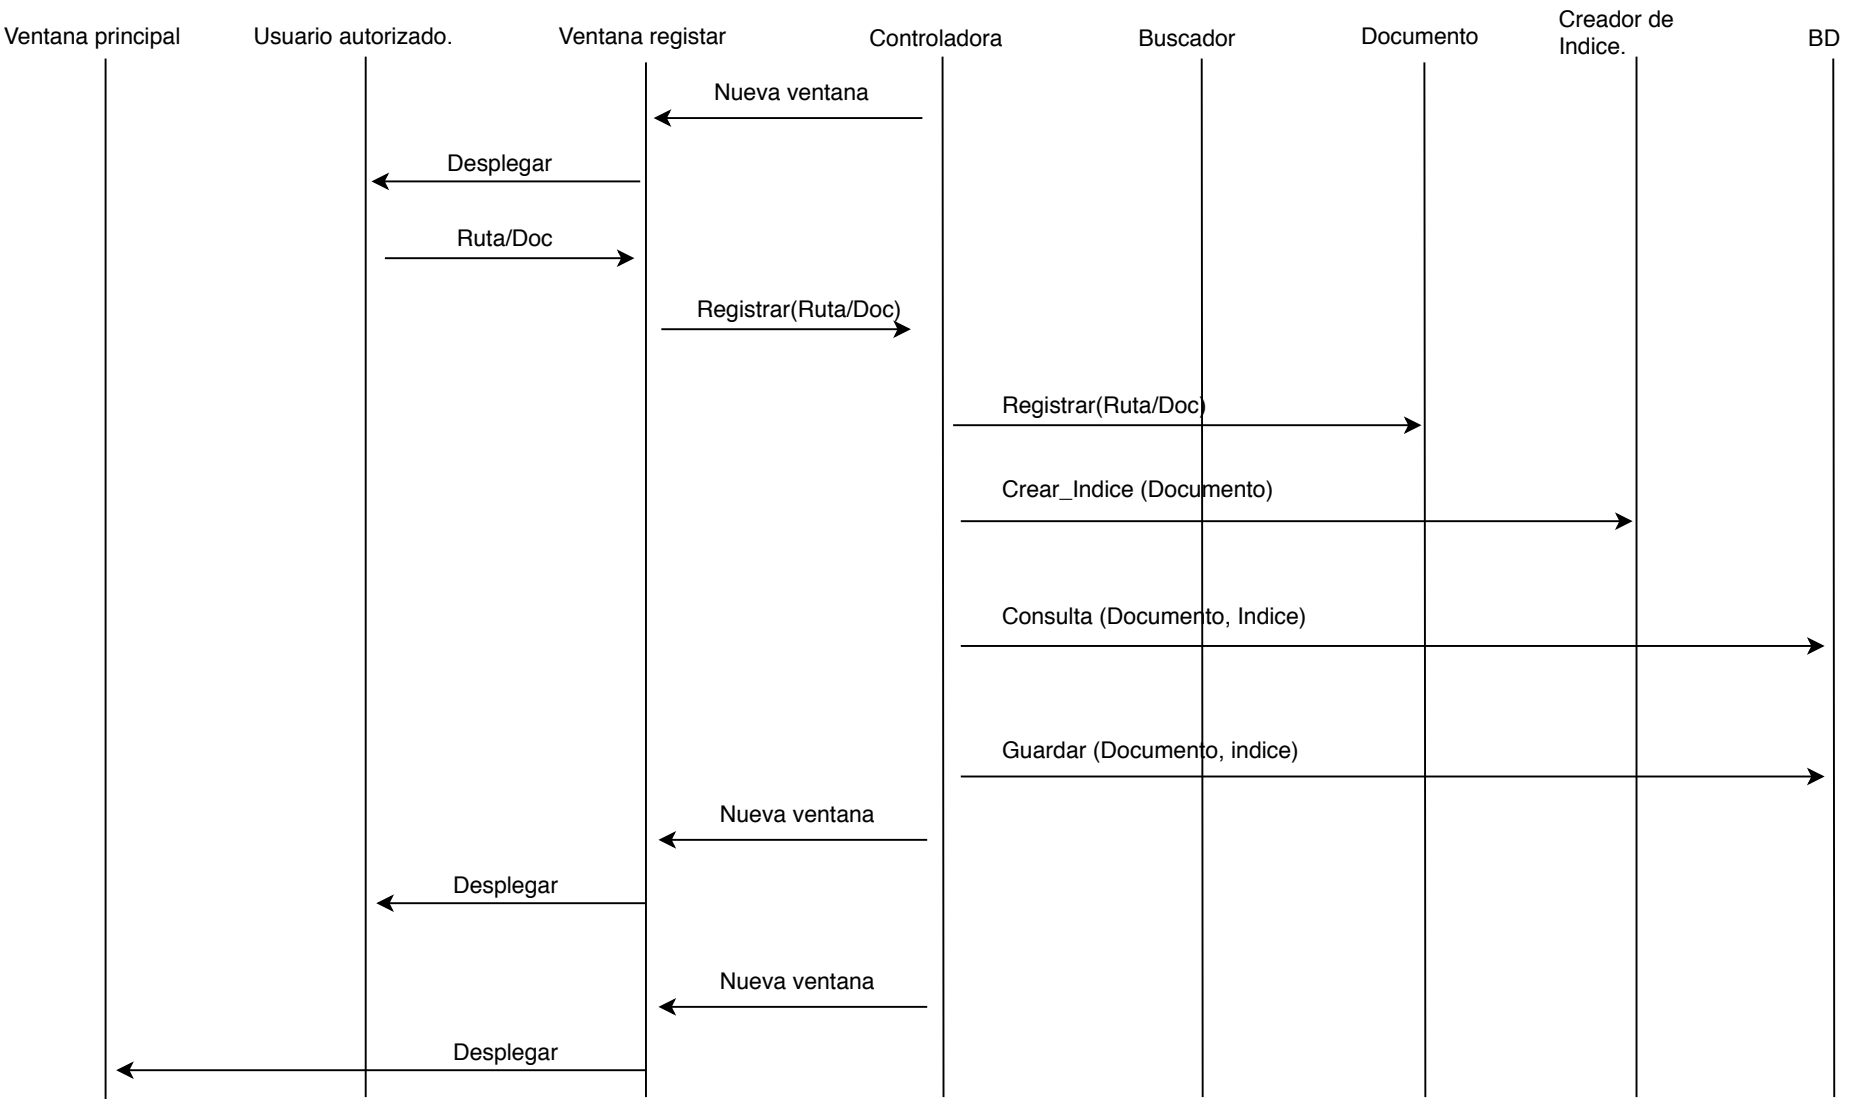 Ventana principal
Usuario autorizado.
Ventana registar
Controladora
Buscador
Documento
Creador de
Indice.
BD
Nueva ventana
Desplegar
Ruta/Doc
Registrar(Ruta/Doc)
Registrar(Ruta/Doc)
Crear_Indice (Documento)
Consulta (Documento, Indice)
Guardar (Documento, indice)
Nueva ventana
Desplegar
Nueva ventana
Desplegar